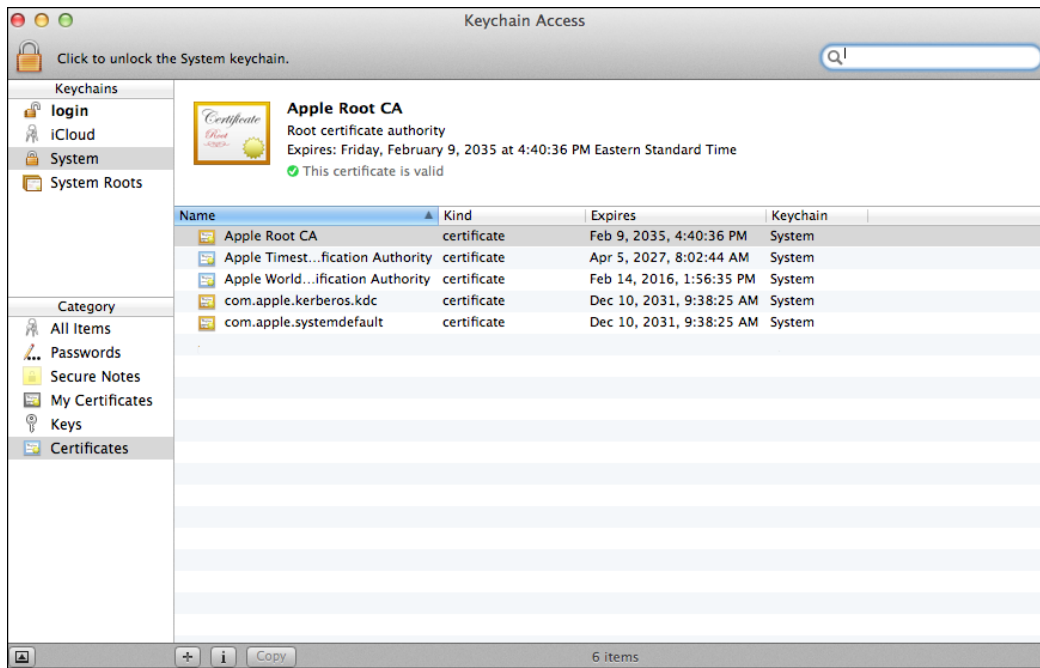 Keychain Access
Click to unlock the System keychain.
Keychains
login
iCloud
System
System Roots
Certificate
Root
Apple Root CA
Root certificate authority
Expires: Friday, February 9, 2035 at 4:40:36 PM Eastern Standard Time
This certificate is valid
Name Kind Expires Keychain
Apple Root CA certificate Feb 9, 2035, 4:40:36 PM System
Apple Timest...fication Authority certificate Apr 5, 2027, 8:02:44 AM System
Apple World...ification Authority certificate Feb 14, 2016, 1:56:35 PM System
com.apple.kerberos.kdc certificate Dec 10, 2031, 9:38:25 AM System
com.apple.systemdefault certificate Dec 10, 2031, 9:38:25 AM System
Category
All Items
Passwords
Secure Notes
My Certificates
Keys
Certificates
Copy
6 items